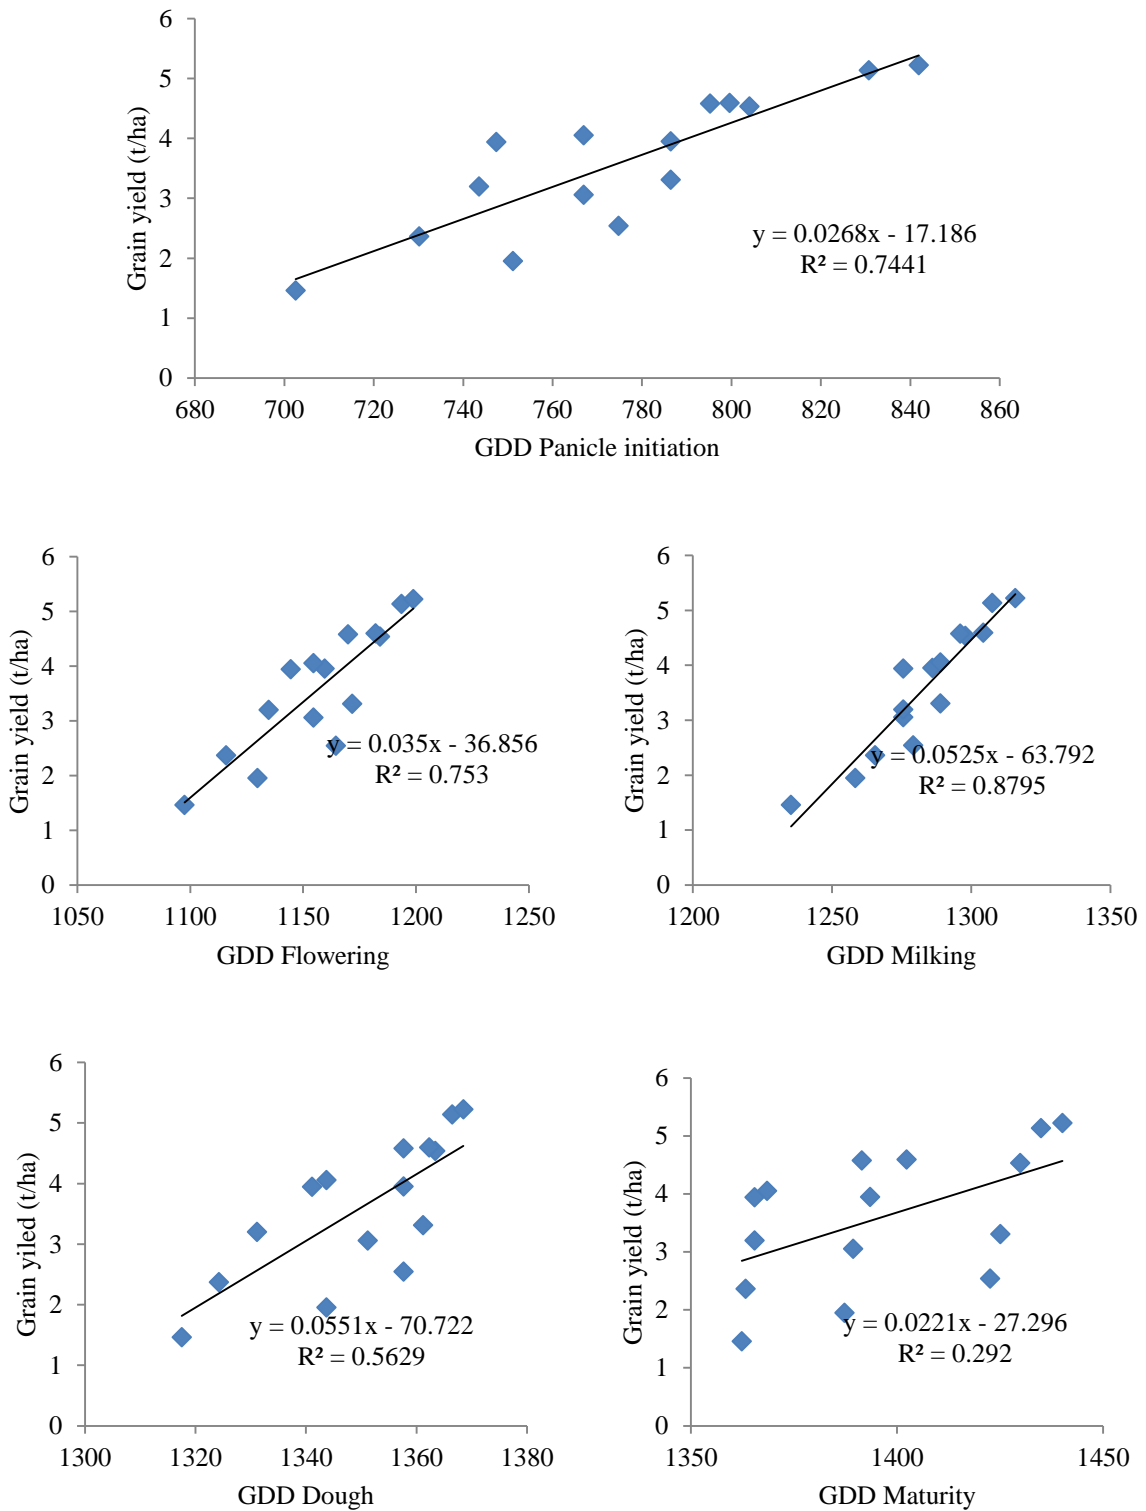 6
5
4
3
2
1
0
Grain yield (t/ha)
y = 0.0268x - 17.186
R² = 0.7441
680 700 720 740 760 780 800 820 840 860
GDD Panicle initiation
6
5
4
3
2
1
0
Grain yield (t/ha)
y = 0.035x - 36.856
R² = 0.753
1050 1100 1150 1200 1250
GDD Flowering
6
5
4
3
2
1
0
Grain yield (t/ha)
y = 0.0525x - 63.792
R² = 0.8795
1200 1250 1300 1350
GDD Milking
6
5
4
3
2
1
0
Grain yiled (t/ha)
y = 0.0551x - 70.722
R² = 0.5629
1300 1320 1340 1360 1380
GDD Dough
6
5
4
3
2
1
0
Grain yield (t/ha)
y = 0.0221x - 27.296
R² = 0.292
1350 1400 1450
GDD Maturity